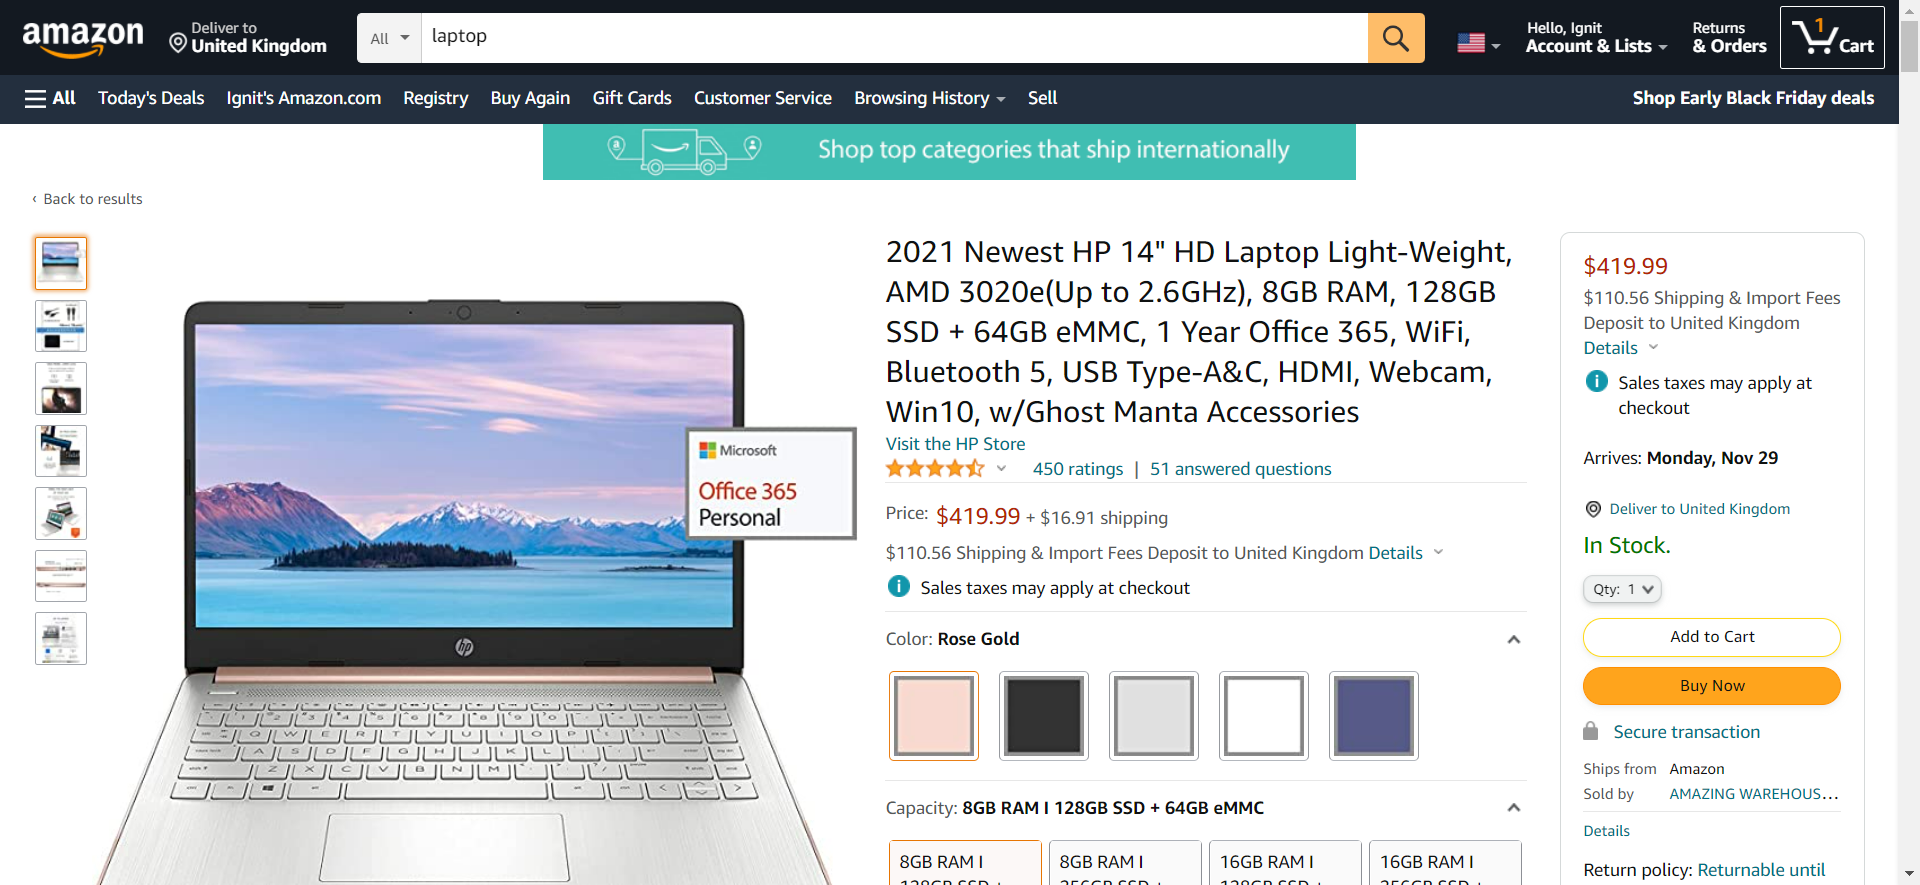 amazon
Deliver to
United Kingdom
All
laptop
Hello, Ignit
Account & Lists
Returns
& Orders
1
Cart
All
Today's Deals
Ignit's Amazon.com
Registry
Buy Again
Gift Cards
Customer Service
Browsing History
Sell
Shop Early Black Friday deals
Shop top categories that ship internationally
‹ Back to results
Microsoft
Office 365
Personal
hp
2021 Newest HP 14" HD Laptop Light-Weight,
AMD 3020e(Up to 2.6GHz), 8GB RAM, 128GB
SSD + 64GB eMMC, 1 Year Office 365, WiFi,
Bluetooth 5, USB Type-A&C, HDMI, Webcam,
Win10, w/Ghost Manta Accessories
Visit the HP Store
450 ratings | 51 answered questions
Price: $419.99 + $16.91 shipping
$110.56 Shipping & Import Fees Deposit to United Kingdom Details
Sales taxes may apply at checkout
Color: Rose Gold
Capacity: 8GB RAM I 128GB SSD + 64GB eMMC
8GB RAM I
8GB RAM I
16GB RAM I
16GB RAM I
128GB SSD +
256GB SSD +
128GB SSD +
256GB SSD +
$419.99
$110.56 Shipping & Import Fees
Deposit to United Kingdom
Details
Sales taxes may apply at
checkout
Arrives: Monday, Nov 29
Deliver to United Kingdom
In Stock.
Qty: 1
Add to Cart
Buy Now
Secure transaction
Ships from Amazon
Sold by AMAZING WAREHOUS...
Details
Return policy: Returnable until